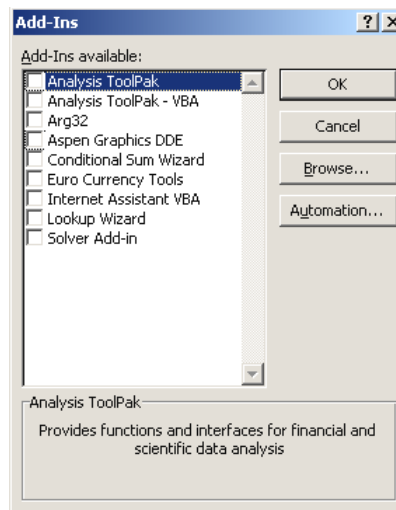 Add-Ins
Add-Ins available:
Analysis ToolPak
Analysis ToolPak - VBA
Arg32
Aspen Graphics DDE
Conditional Sum Wizard
Euro Currency Tools
Internet Assistant VBA
Lookup Wizard
Solver Add-in
OK
Cancel
Browse...
Automation...
Analysis ToolPak
Provides functions and interfaces for financial and
scientific data analysis